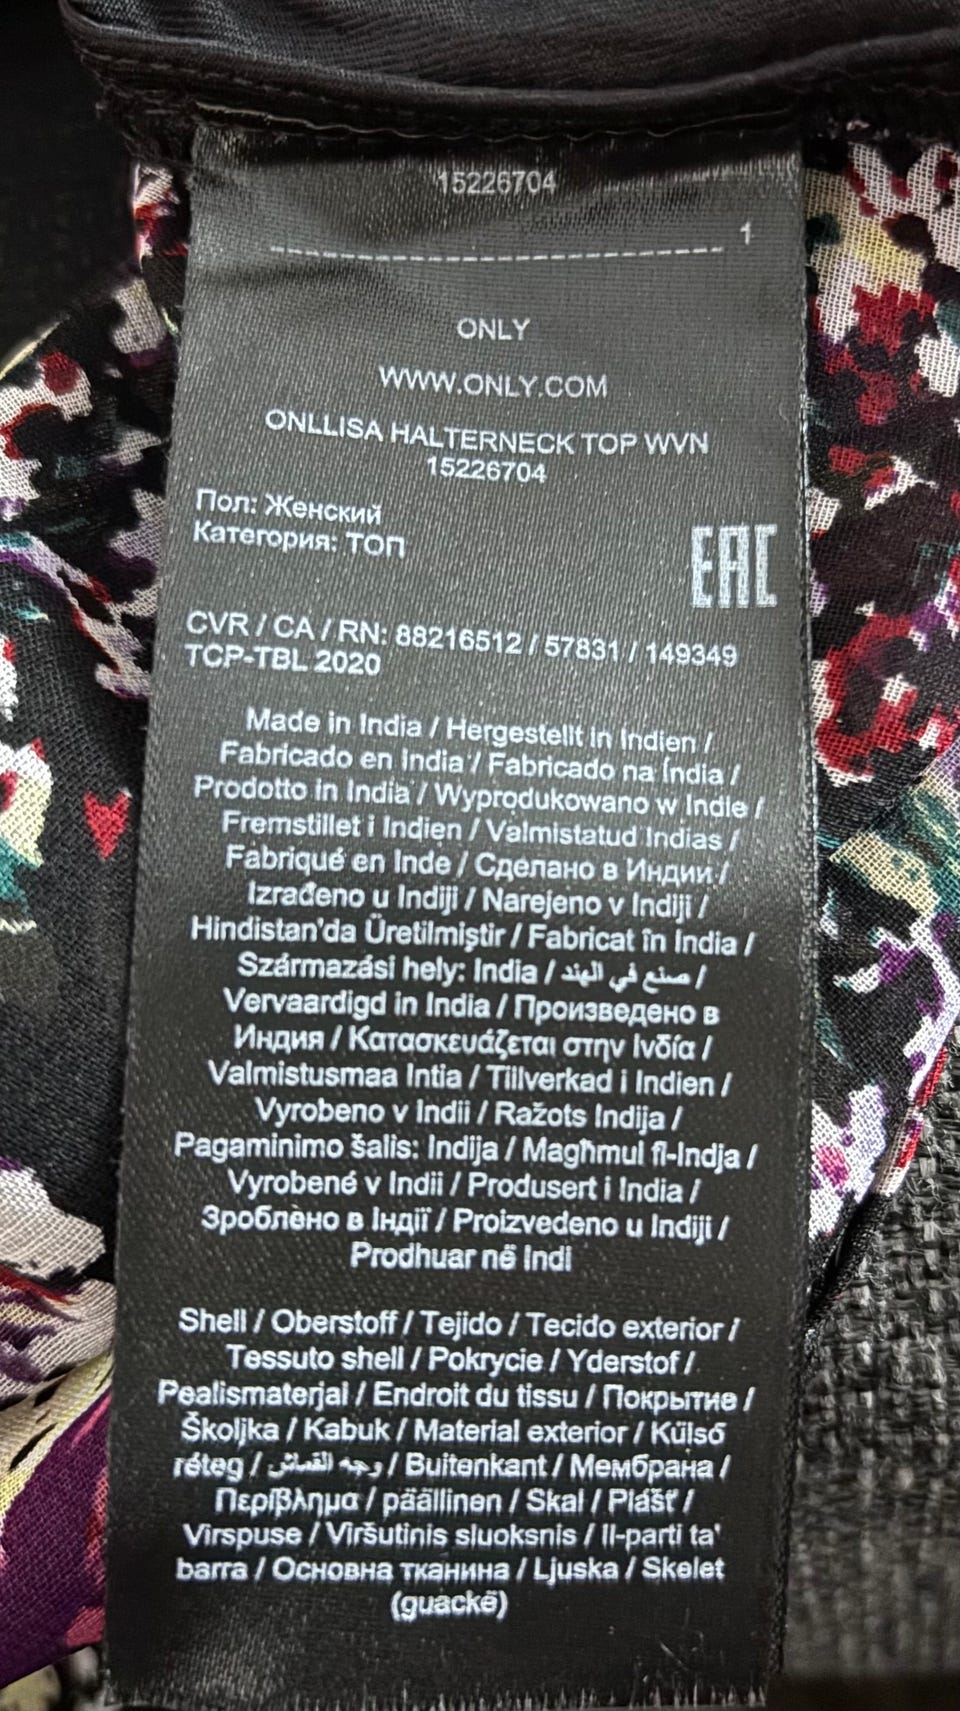 15226704
1
ONLY
WWW.ONLY.COM
ONLLISA HALTERNECK TOP WVN
15226704
Пол: Женский
Категория: ТОП
EAC
CVR / CA / RN: 88216512 / 57831 / 149349
TCP-TBL 2020
Made in India / Hergestellt in Indien /
Fabricado en India / Fabricado na Índia /
Prodotto in India / Wyprodukowano w Indie /
Fremstillet i Indien / Valmistatud Indias /
Fabriqué en Inde / Сделано в Индии /
Izrađeno u Indiji / Narejeno v Indiji /
Hindistan'da Üretilmiştir / Fabricat în India /
Származási hely: India / صنع في الهند /
Vervaardigd in India / Произведено в
Индия / Κατασκευάζεται στην Ινδία /
Valmistusmaa Intia / Tillverkad i Indien /
Vyrobeno v Indii / Ražots Indija /
Pagaminimo šalis: Indija / Magħmul fl-Indja /
Vyrobené v Indii / Produsert i India /
Зроблено в Індії / Proizvedeno u Indiji /
Prodhuar në Indi
Shell / Oberstoff / Tejido / Tecido exterior /
Tessuto shell / Pokrycie / Yderstof /
Pealismaterjal / Endroit du tissu / Покрытие /
Školjka / Kabuk / Material exterior / Külső
réteg / وجه القماش / Buitenkant / Мембрана /
Περίβλημα / päällinen / Skal / Plášť /
Virspuse / Viršutinis sluoksnis / Il-parti ta'
barra / Основна тканина / Ljuska / Skelet
(guackë)